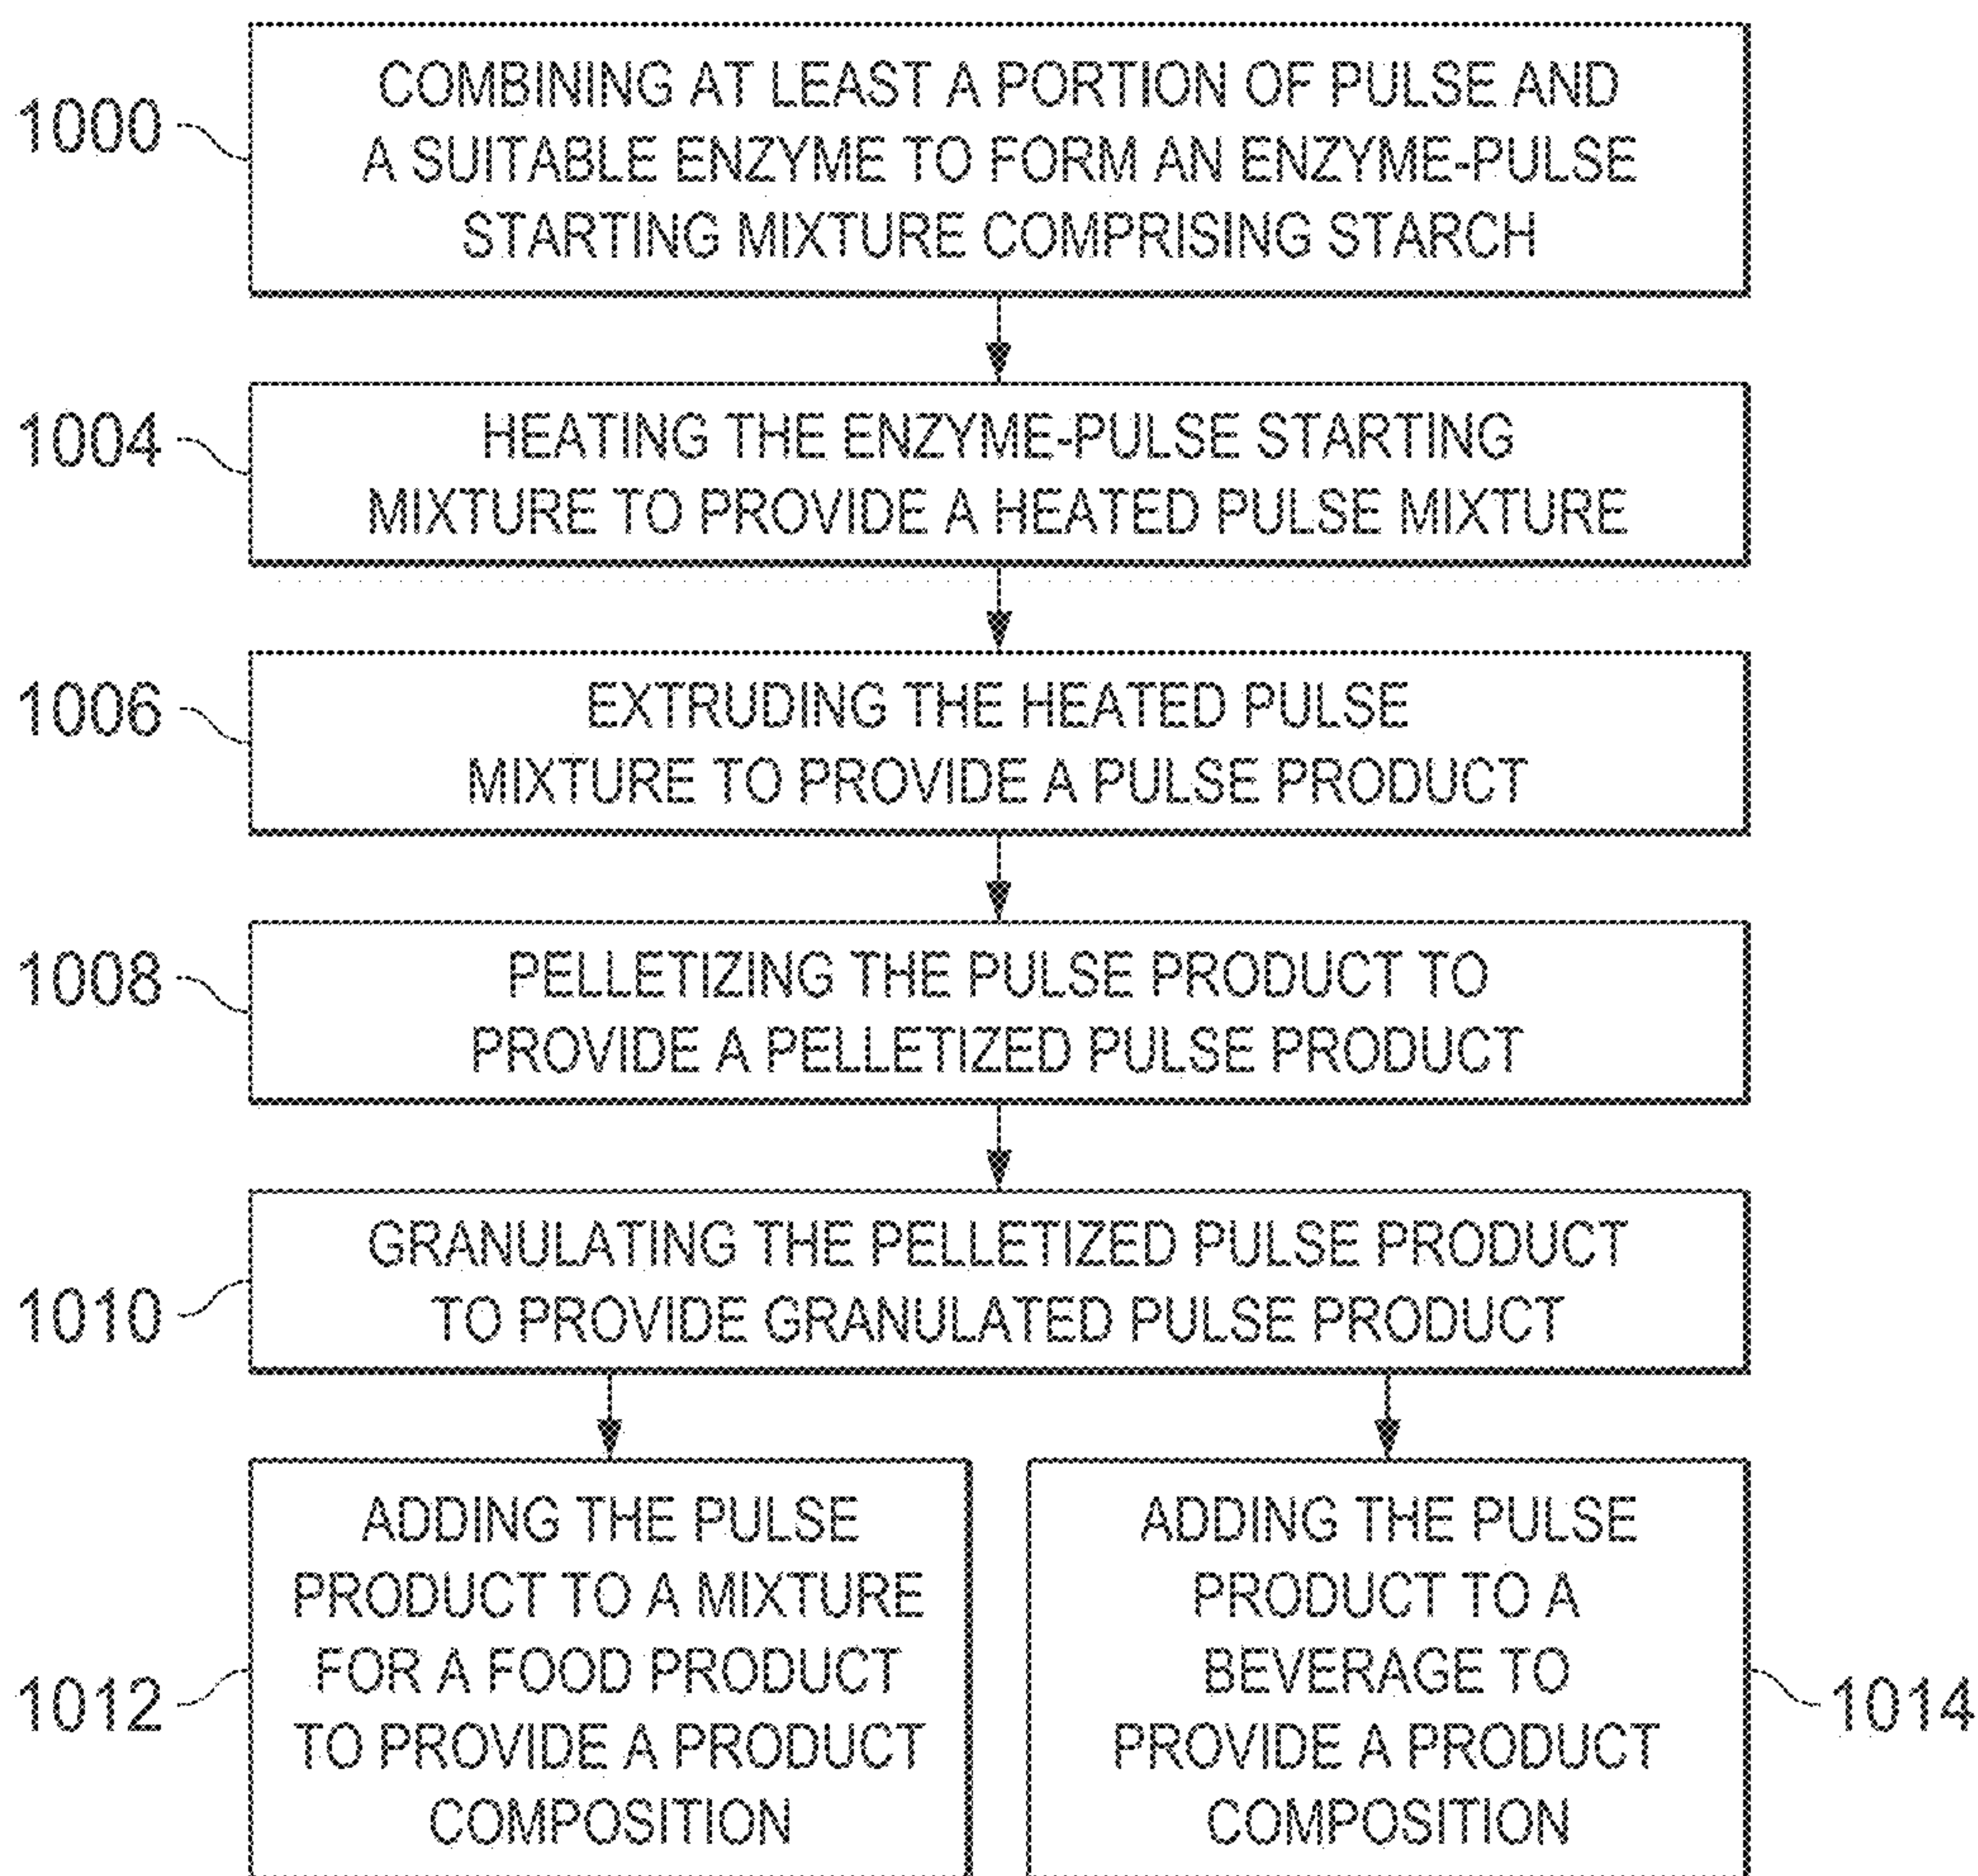 1000
COMBINING AT LEAST A PORTION OF PULSE AND
A SUITABLE ENZYME TO FORM AN ENZYME-PULSE
STARTING MIXTURE COMPRISING STARCH
1004
HEATING THE ENZYME-PULSE STARTING
MIXTURE TO PROVIDE A HEATED PULSE MIXTURE
1006
EXTRUDING THE HEATED PULSE
MIXTURE TO PROVIDE A PULSE PRODUCT
1008
PELLETIZING THE PULSE PRODUCT TO
PROVIDE A PELLETIZED PULSE PRODUCT
1010
GRANULATING THE PELLETIZED PULSE PRODUCT
TO PROVIDE GRANULATED PULSE PRODUCT
1012
ADDING THE PULSE
PRODUCT TO A MIXTURE
FOR A FOOD PRODUCT
TO PROVIDE A PRODUCT
COMPOSITION
ADDING THE PULSE
PRODUCT TO A
BEVERAGE TO
PROVIDE A PRODUCT
COMPOSITION
1014